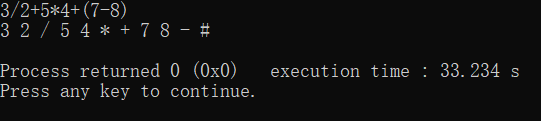 3/2+5*4+(7-8)
3 2 / 5 4 * + 7 8 - #
Process returned 0 (0x0)   execution time : 33.234 s
Press any key to continue.